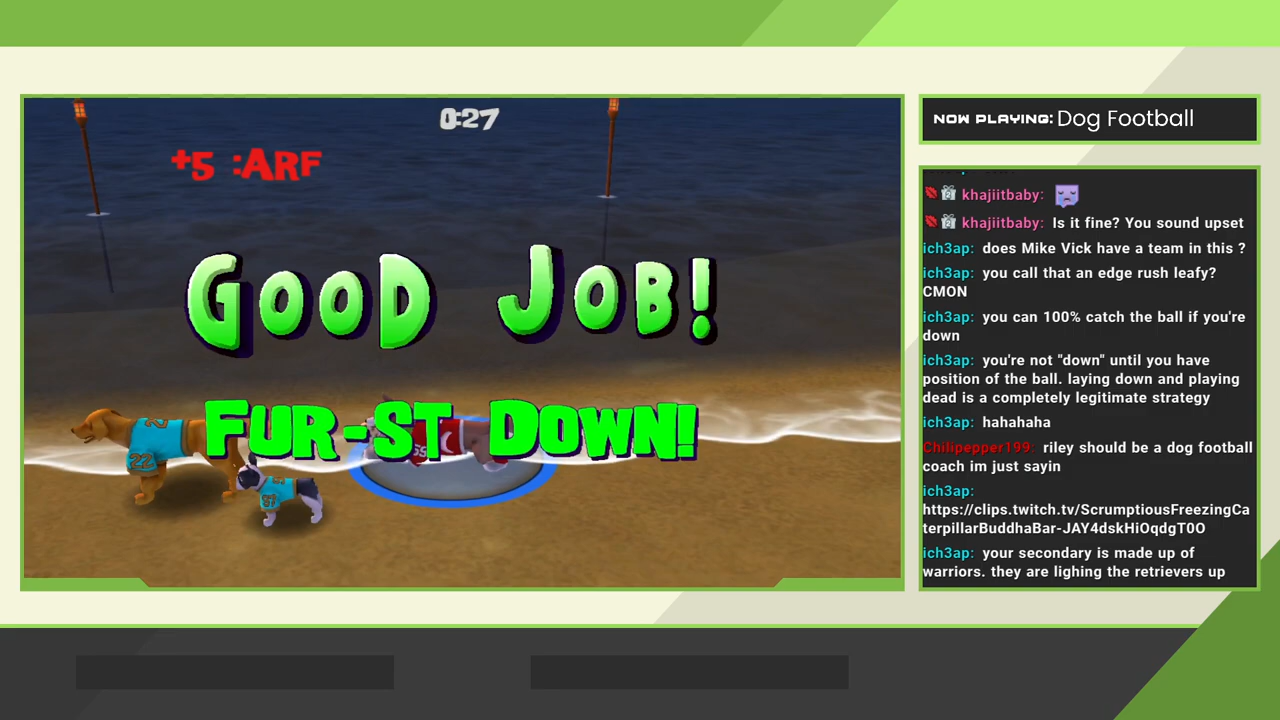 0:27
+5 :ARF
GOOD JOB!
FUR-ST DOWN!
22
NOW PLAYING: Dog Football
khajiitbaby:
khajiitbaby: Is it fine? You sound upset
ich3ap: does Mike Vick have a team in this ?
ich3ap: you call that an edge rush leafy?
CMON
ich3ap: you can 100% catch the ball if you're
down
ich3ap: you're not "down" until you have
position of the ball. laying down and playing
dead is a completely legitimate strategy
ich3ap: hahahaha
Chilipepper199: riley should be a dog football
coach im just sayin
ich3ap:
https://clips.twitch.tv/ScrumptiousFreezingCa
terpillarBuddhaBar-JAY4dskHiOqdgT0O
ich3ap: your secondary is made up of
warriors. they are lighing the retrievers up